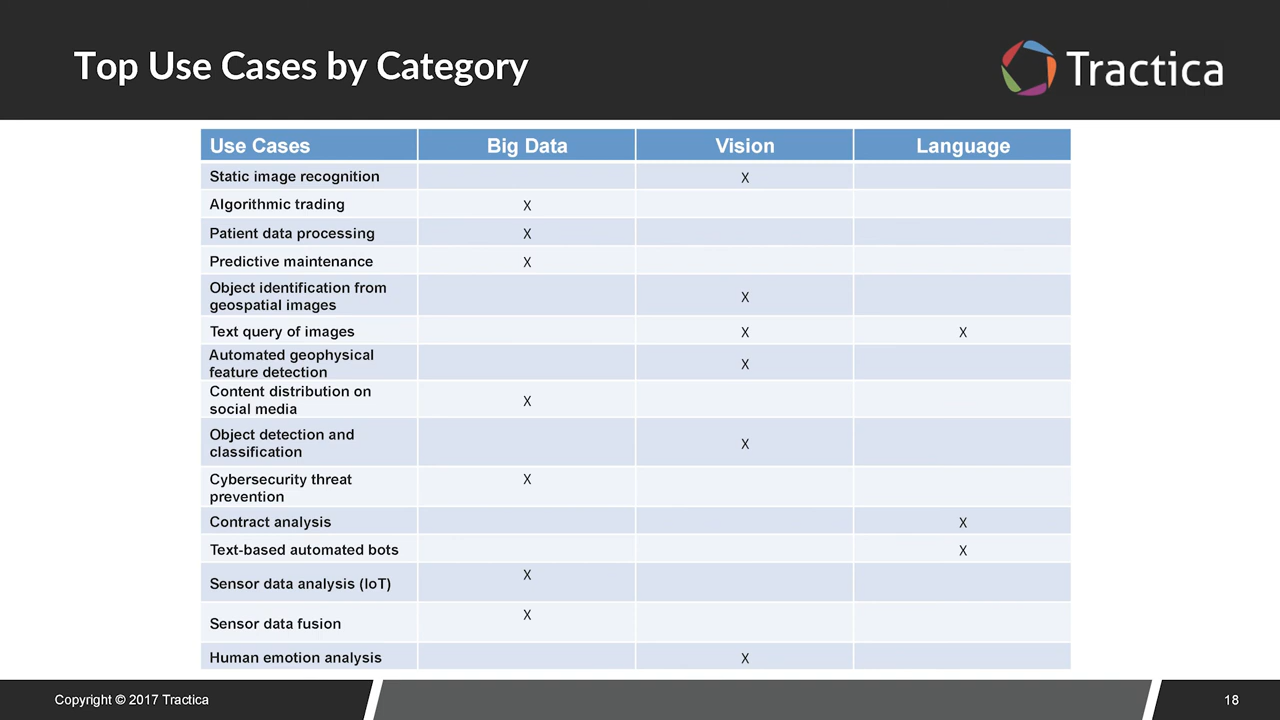 Top Use Cases by Category
Tractica
Use Cases Big Data Vision Language
Static image recognition X
Algorithmic trading X
Patient data processing X
Predictive maintenance X
Object identification from
geospatial images X
Text query of images X X
Automated geophysical
feature detection X
Content distribution on
social media X
Object detection and
classification X
Cybersecurity threat X
prevention
Contract analysis X
Text-based automated bots X
Sensor data analysis (IoT) X
Sensor data fusion X
Human emotion analysis X
Copyright © 2017 Tractica 18